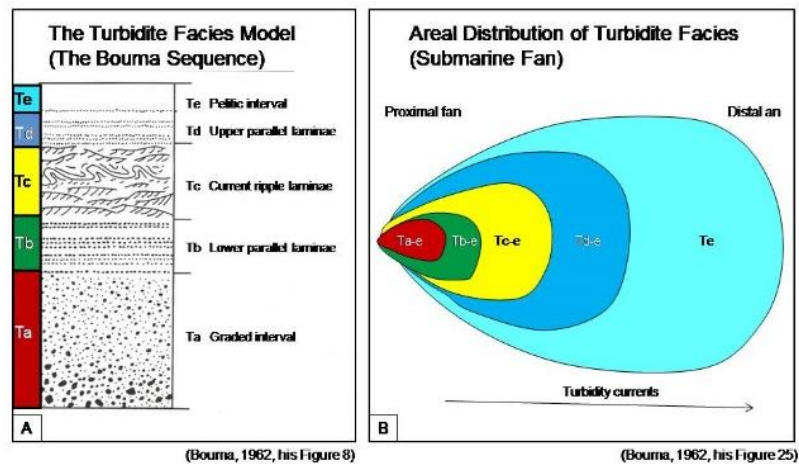 The Turbidite Facies Model
(The Bouma Sequence)
Te
Td
Tc
Tb
Ta
Te Pelitic interval
Td Upper parallel laminae
Tc Current ripple laminae
Tb Lower parallel laminae
Ta Graded interval
A
(Bouma, 1962, his Figure 8)
Areal Distribution of Turbidite Facies
(Submarine Fan)
Proximal fan
Distal an
Ta-e
Tb-e
Tc-e
Td-e
Te
Turbidity currents
B
(Bouma, 1962, his Figure 25)